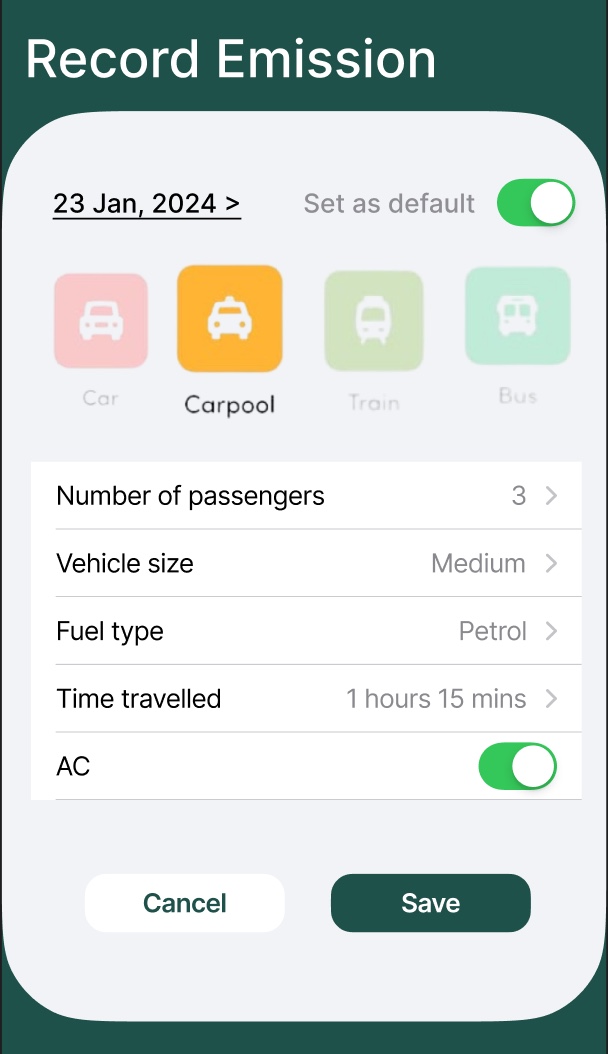 Record Emission
23 Jan, 2024 >
Set as default
Car
Carpool
Train
Bus
Number of passengers 3
Vehicle size Medium
Fuel type Petrol
Time travelled 1 hours 15 mins
AC
Cancel
Save